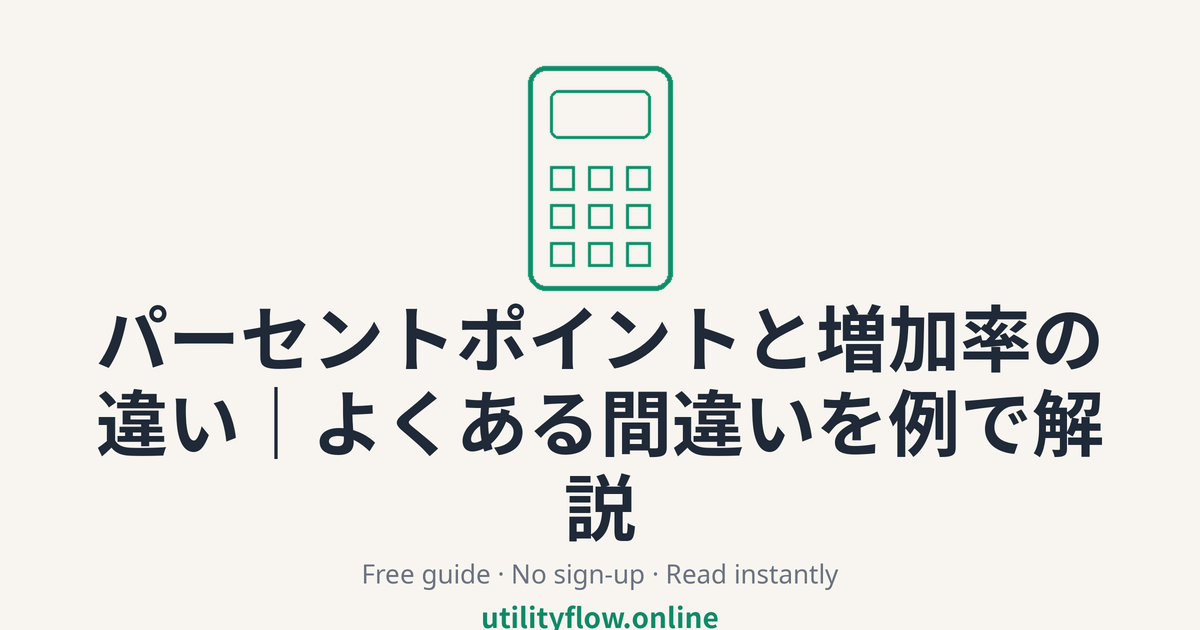 パーセントポイントと増加率の
違い｜よくある間違いを例で解
説
Free guide · No sign-up · Read instantly
utilityflow.online